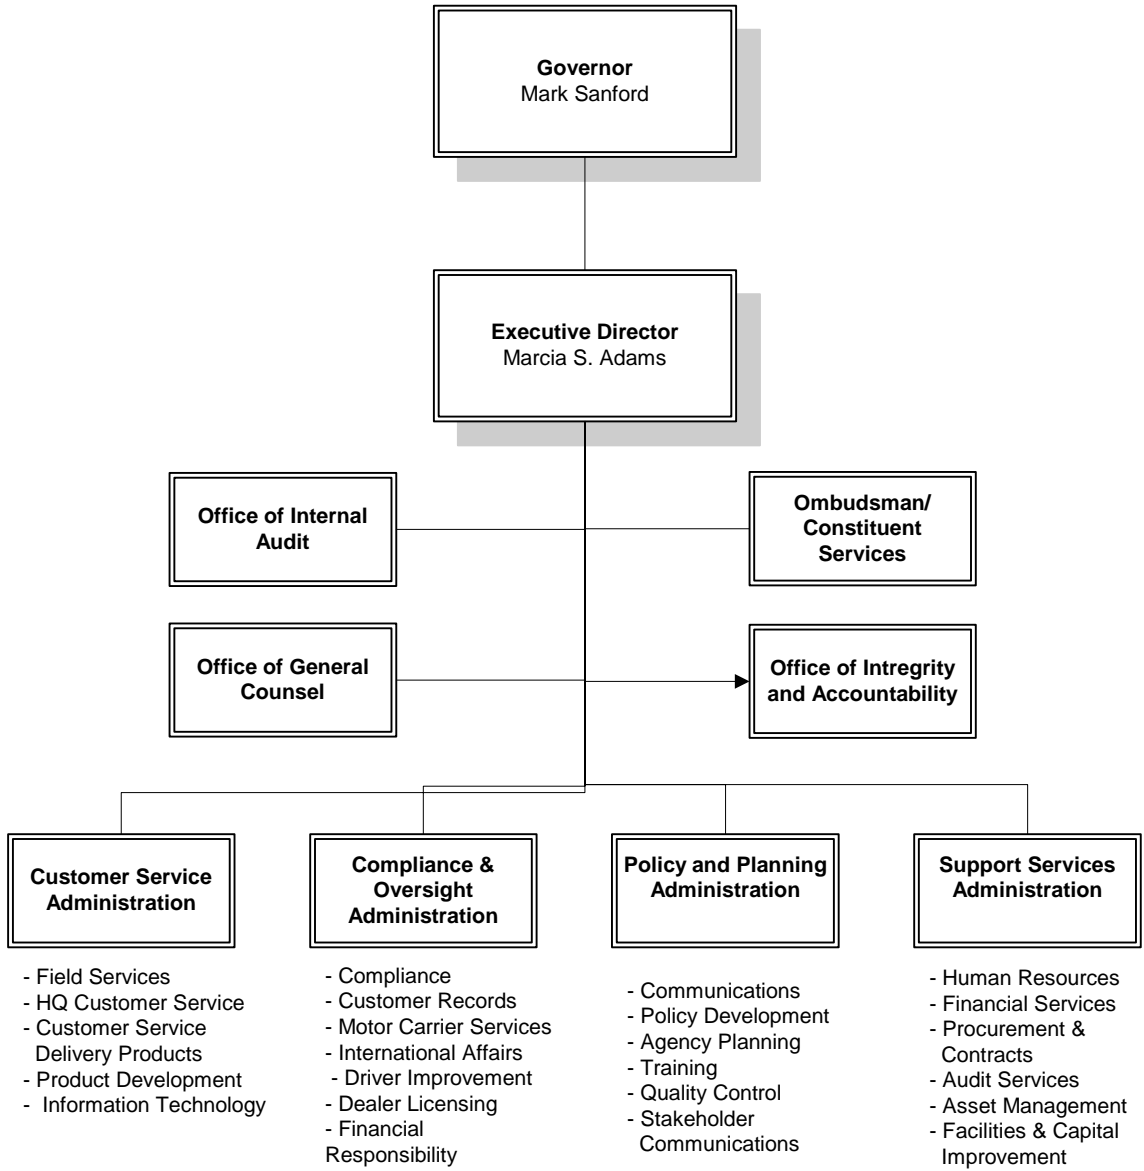 Governor
Mark Sanford
Executive Director
Marcia S. Adams
Office of Internal
Audit
Ombudsman/
Constituent
Services
Office of General
Counsel
Office of Intregrity
and Accountability
Customer Service
Administration
Compliance &
Oversight
Administration
Policy and Planning
Administration
Support Services
Administration
- Field Services
- HQ Customer Service
- Customer Service
Delivery Products
- Product Development
- Information Technology
- Compliance
- Customer Records
- Motor Carrier Services
- International Affairs
- Driver Improvement
- Dealer Licensing
- Financial
Responsibility
- Communications
- Policy Development
- Agency Planning
- Training
- Quality Control
- Stakeholder
Communications
- Human Resources
- Financial Services
- Procurement &
Contracts
- Audit Services
- Asset Management
- Facilities & Capital
Improvement